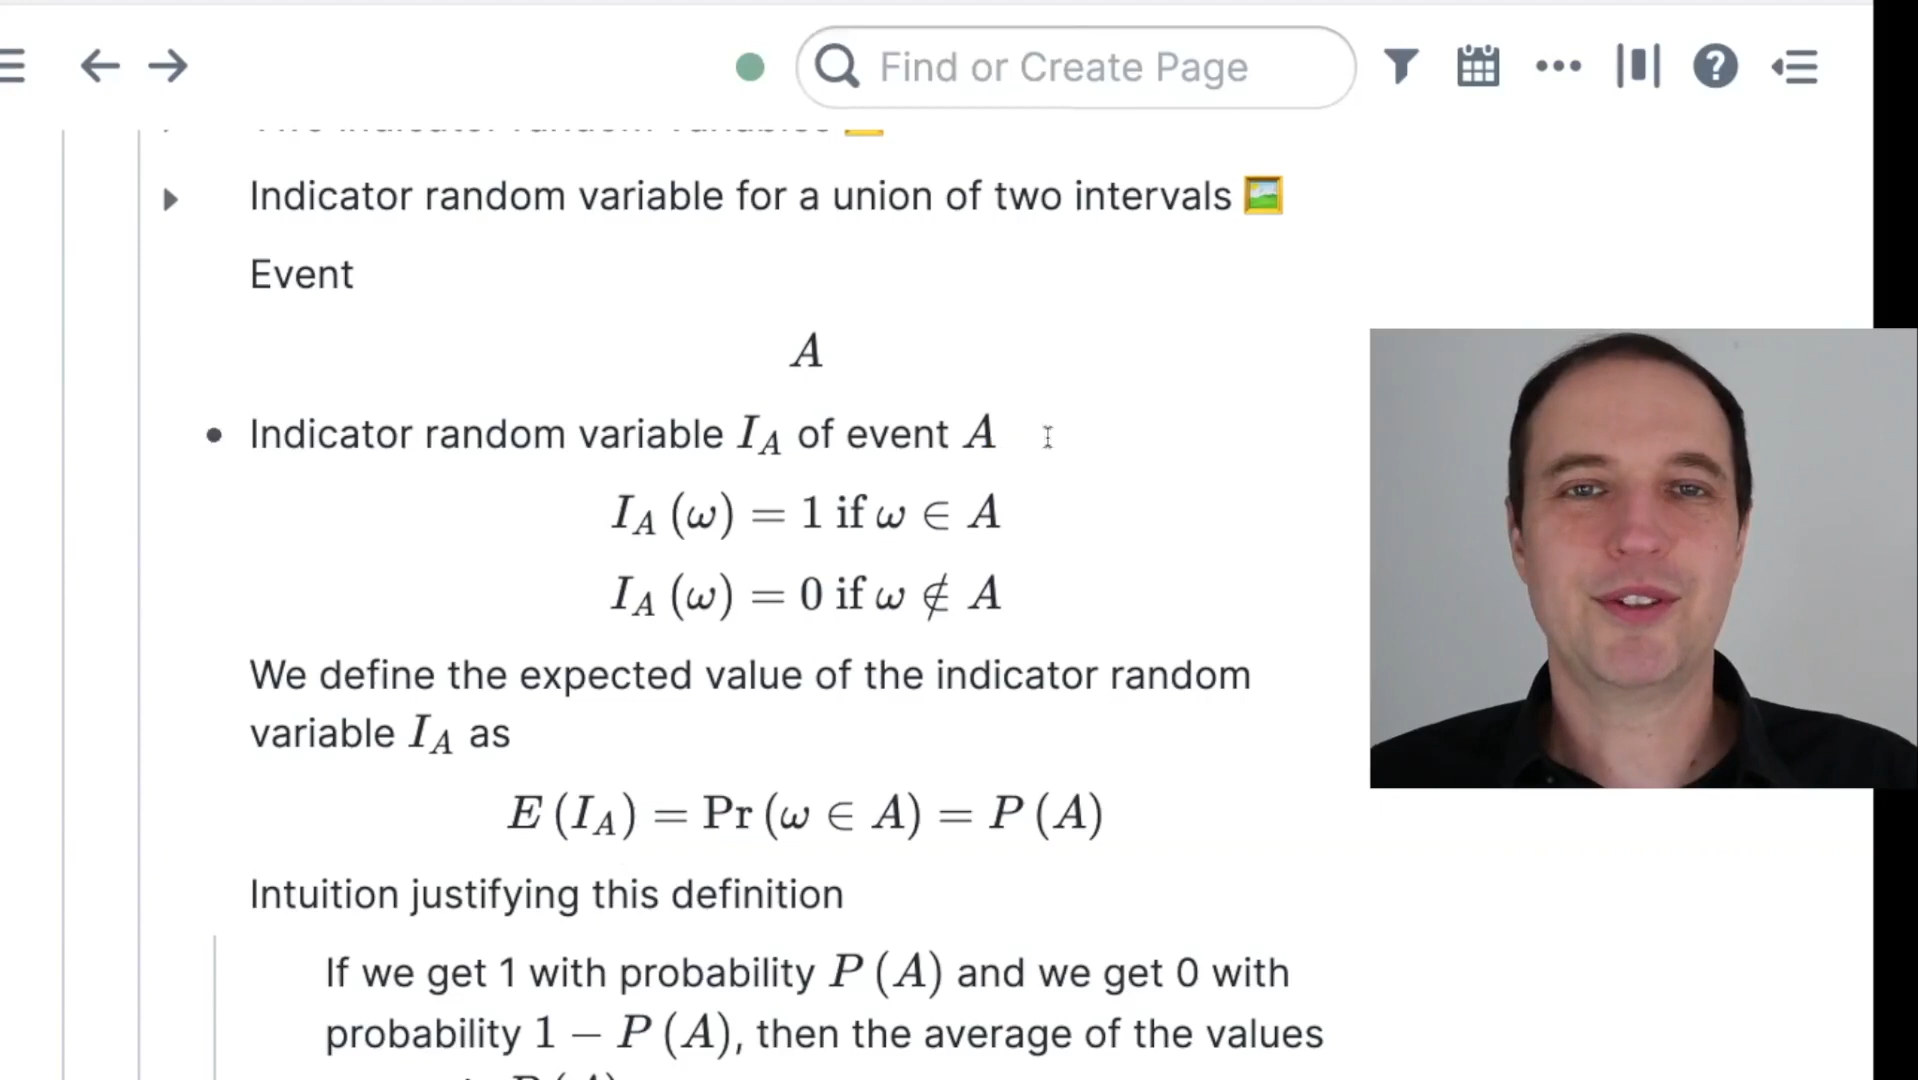 Find or Create Page
Indicator random variable for a union of two intervals
Event
A
Indicator random variable I_A of event A
I_A (ω) = 1 if ω ∈ A
I_A (ω) = 0 if ω ∉ A
We define the expected value of the indicator random
variable I_A as
E (I_A) = Pr (ω ∈ A) = P (A)
Intuition justifying this definition
If we get 1 with probability P (A) and we get 0 with
probability 1 − P (A), then the average of the values